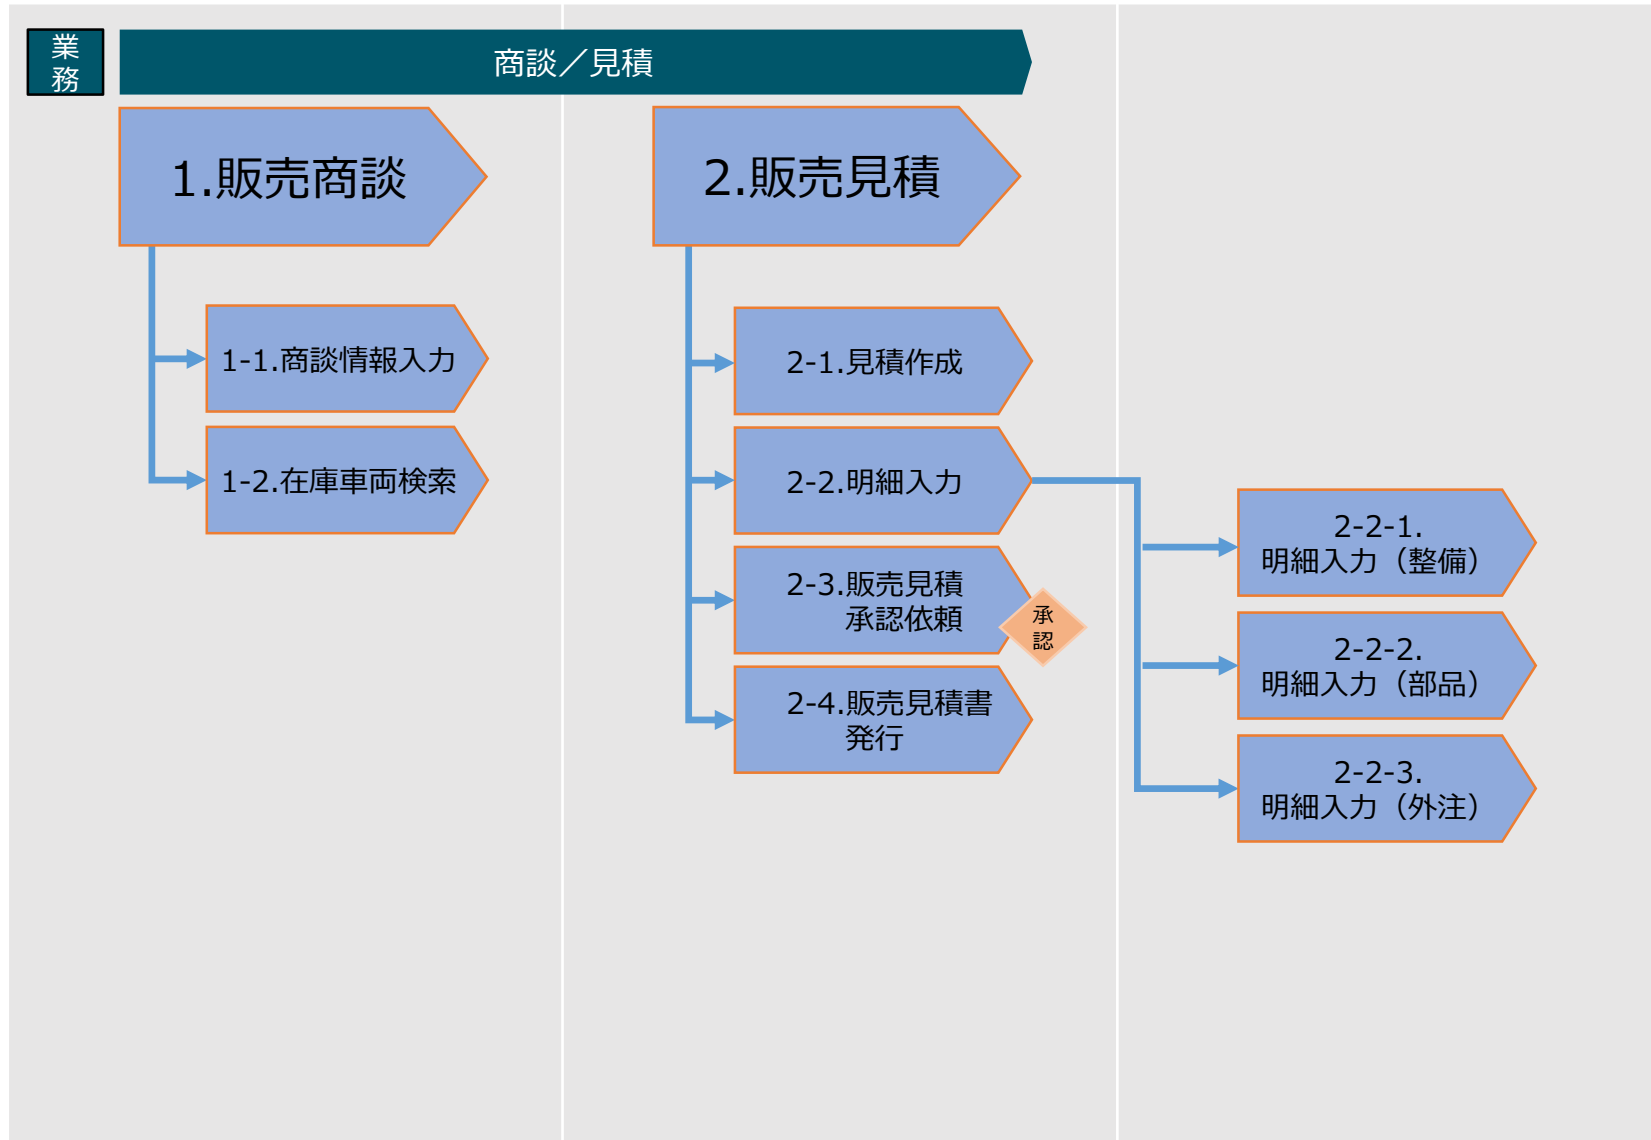 業
務
商談／見積
1.販売商談
2.販売見積
1-1.商談情報入力
1-2.在庫車両検索
2-1.見積作成
2-2.明細入力
2-3.販売見積
承認依頼
承
認
2-4.販売見積書
発行
2-2-1.
明細入力（整備）
2-2-2.
明細入力（部品）
2-2-3.
明細入力（外注）